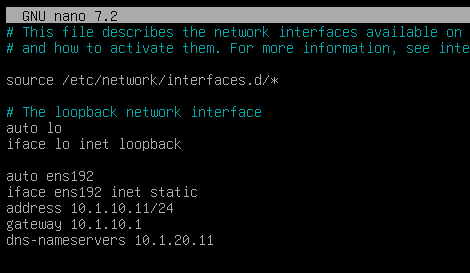 GNU nano 7.2
# This file describes the network interfaces available on
# and how to activate them. For more information, see inte
source /etc/network/interfaces.d/*
# The loopback network interface
auto lo
iface lo inet loopback
auto ens192
iface ens192 inet static
address 10.1.10.11/24
gateway 10.1.10.1
dns-nameservers 10.1.20.11